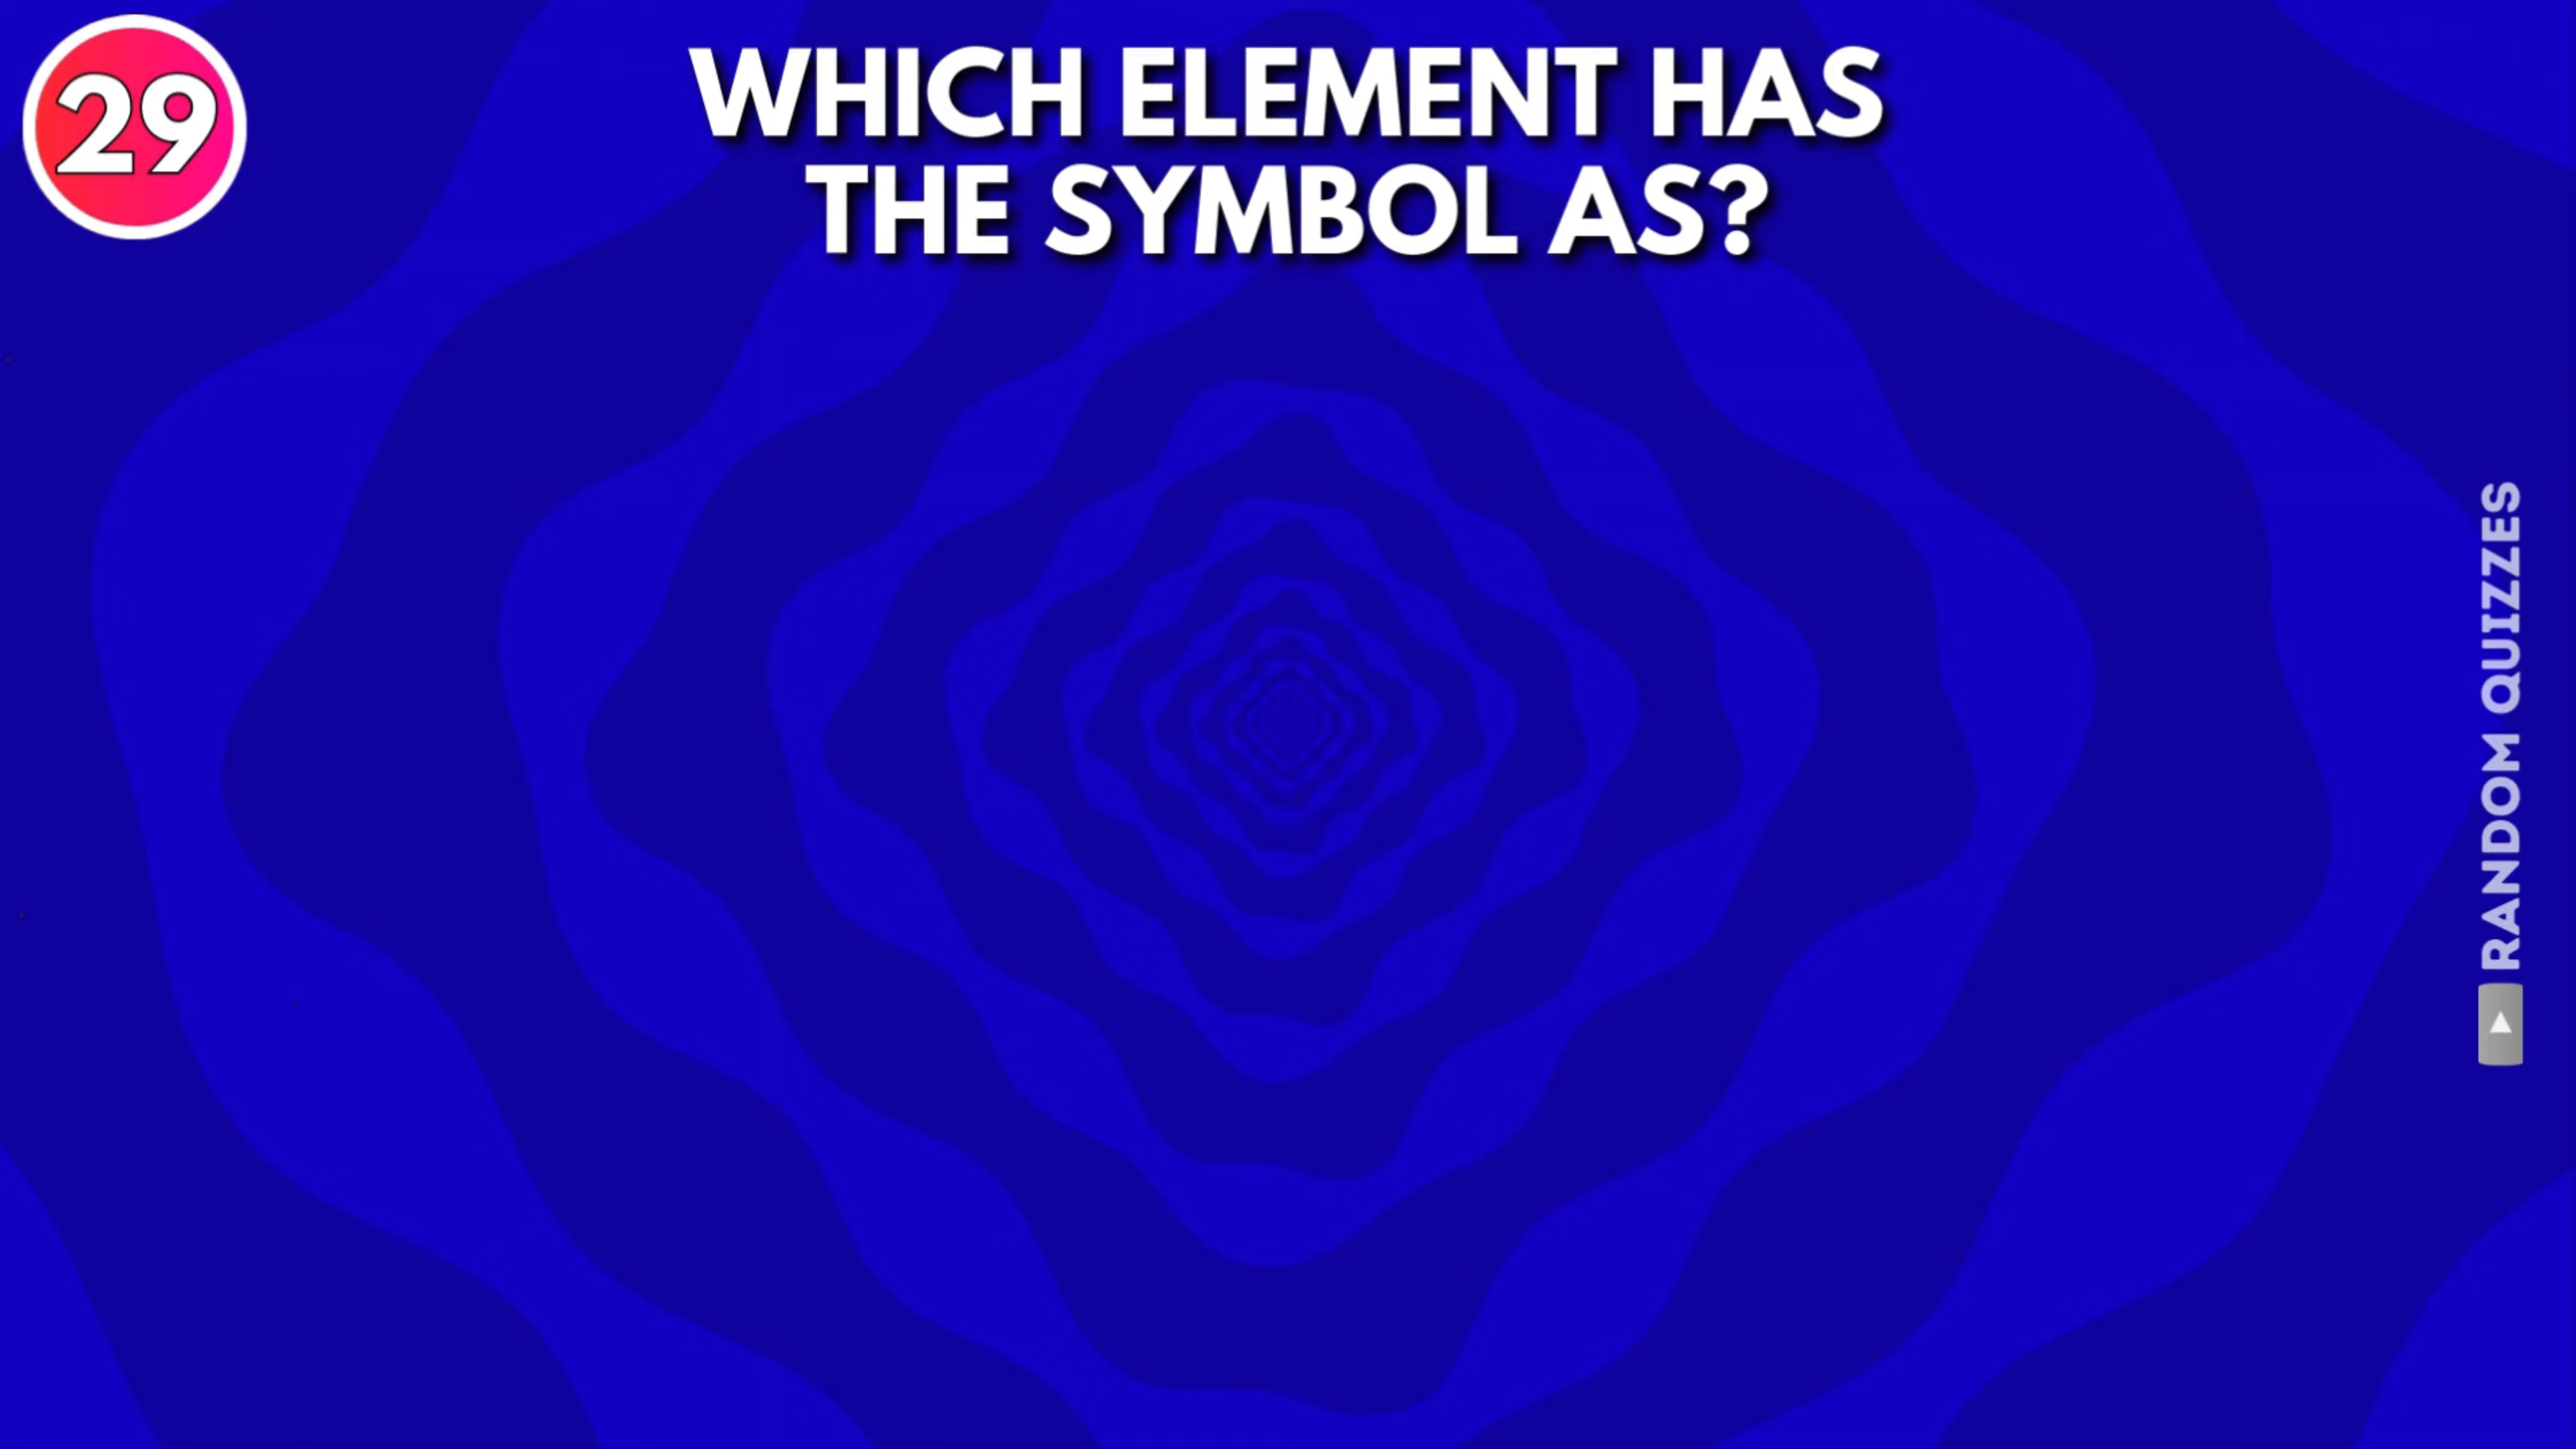 29
WHICH ELEMENT HAS
THE SYMBOL AS?
RANDOM QUIZZES